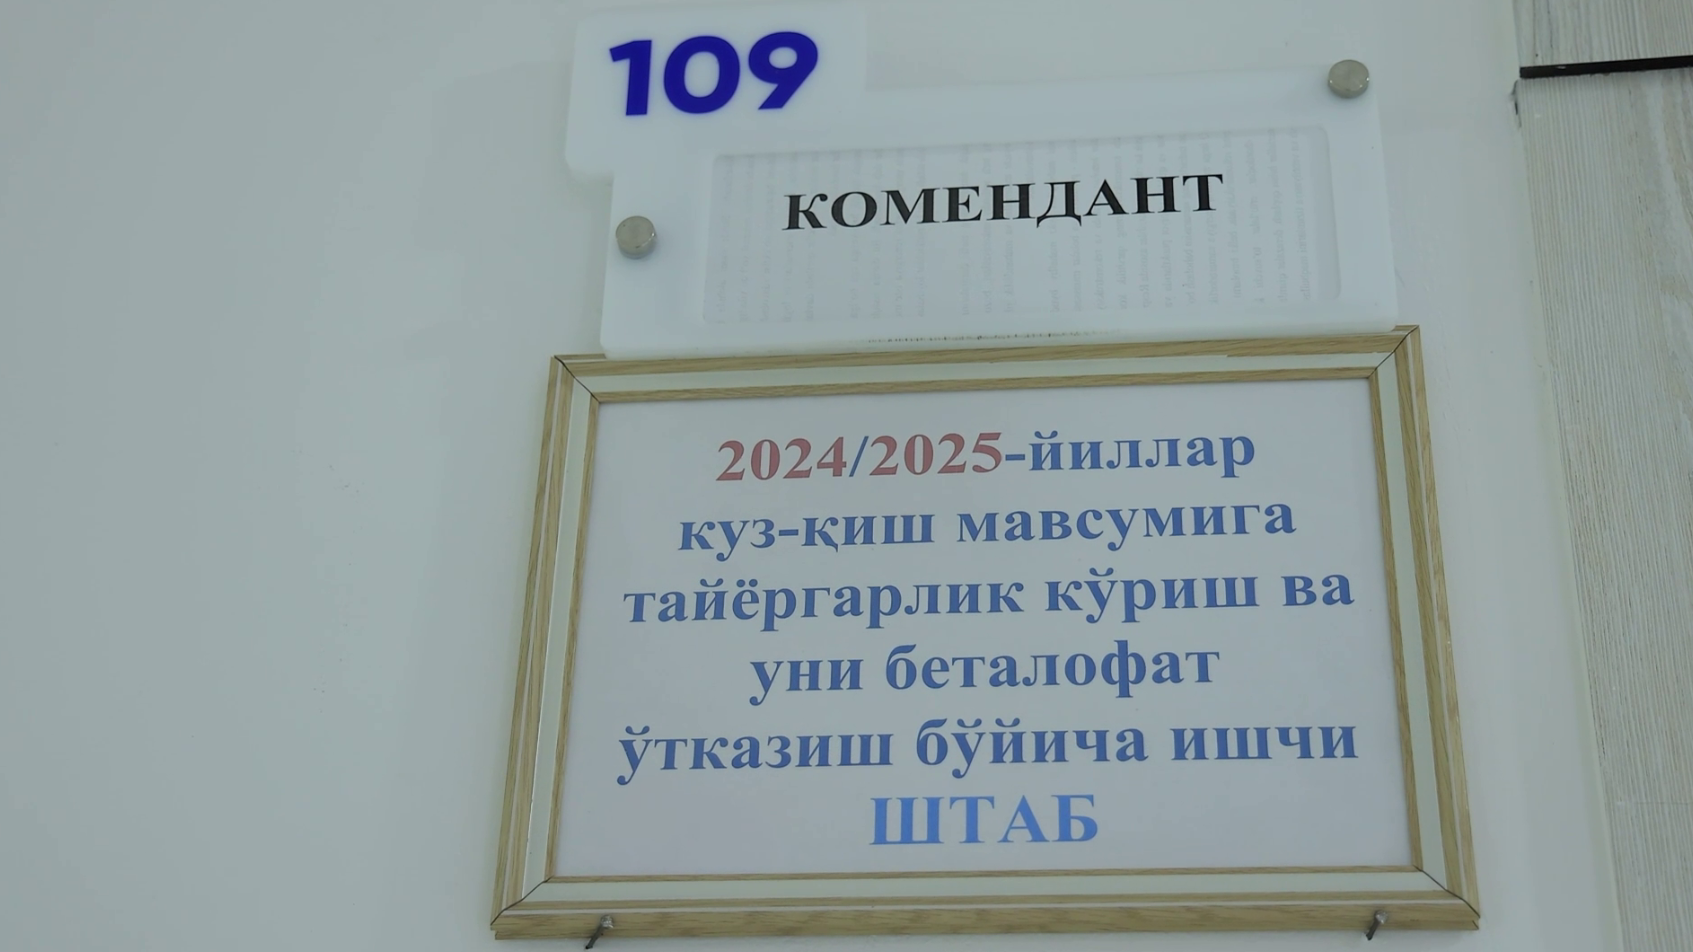 109
КОМЕНДАНТ
2024/2025-йиллар
куз-қиш мавсумига
тайёргарлик кўриш ва
уни беталофат
ўтказиш бўйича ишчи
ШТАБ